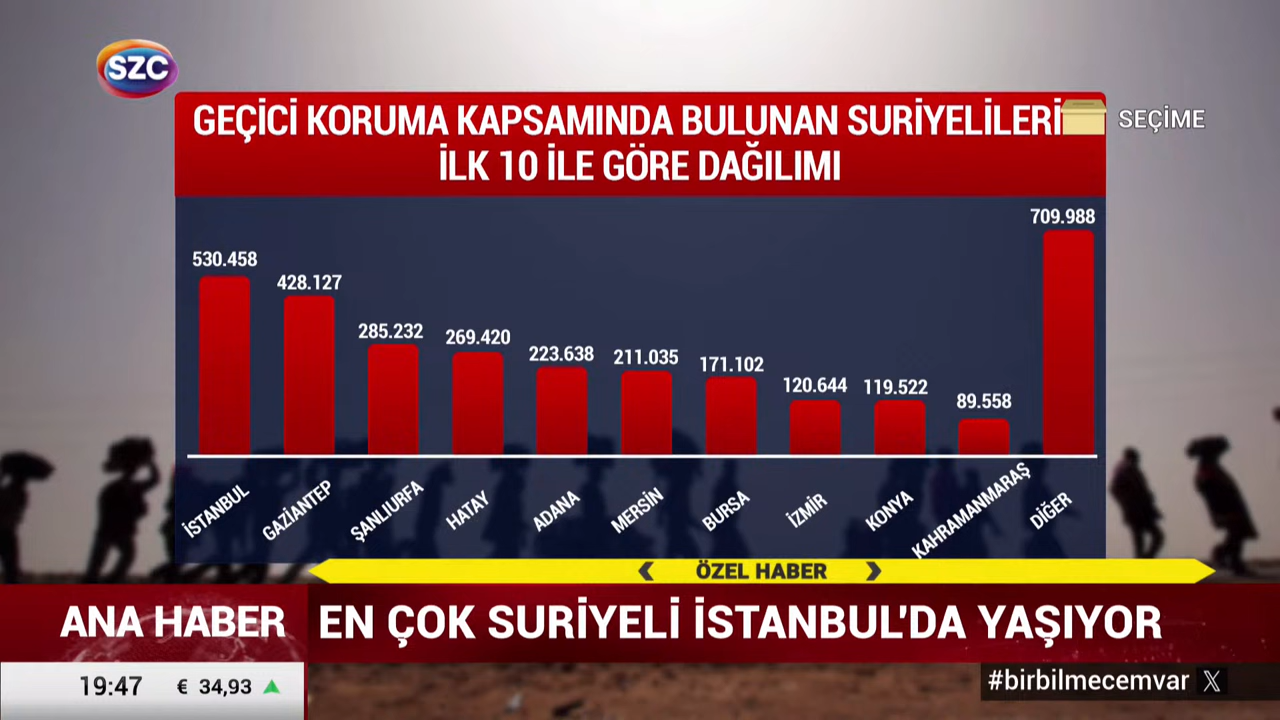 SZC
GEÇİCİ KORUMA KAPSAMINDA BULUNAN SURİYELİLERİ
İLK 10 İLE GÖRE DAĞILIMI
SEÇİME
530.458
428.127
285.232
269.420
223.638
211.035
171.102
120.644
119.522
89.558
709.988
İSTANBUL
GAZİANTEP
ŞANLIURFA
HATAY
ADANA
MERSİN
BURSA
İZMİR
KONYA
KAHRAMANMARAŞ
DİĞER
ÖZEL HABER
ANA HABER
EN ÇOK SURİYELİ İSTANBUL'DA YAŞIYOR
19:47 € 34,93
#birbilmecemvar X